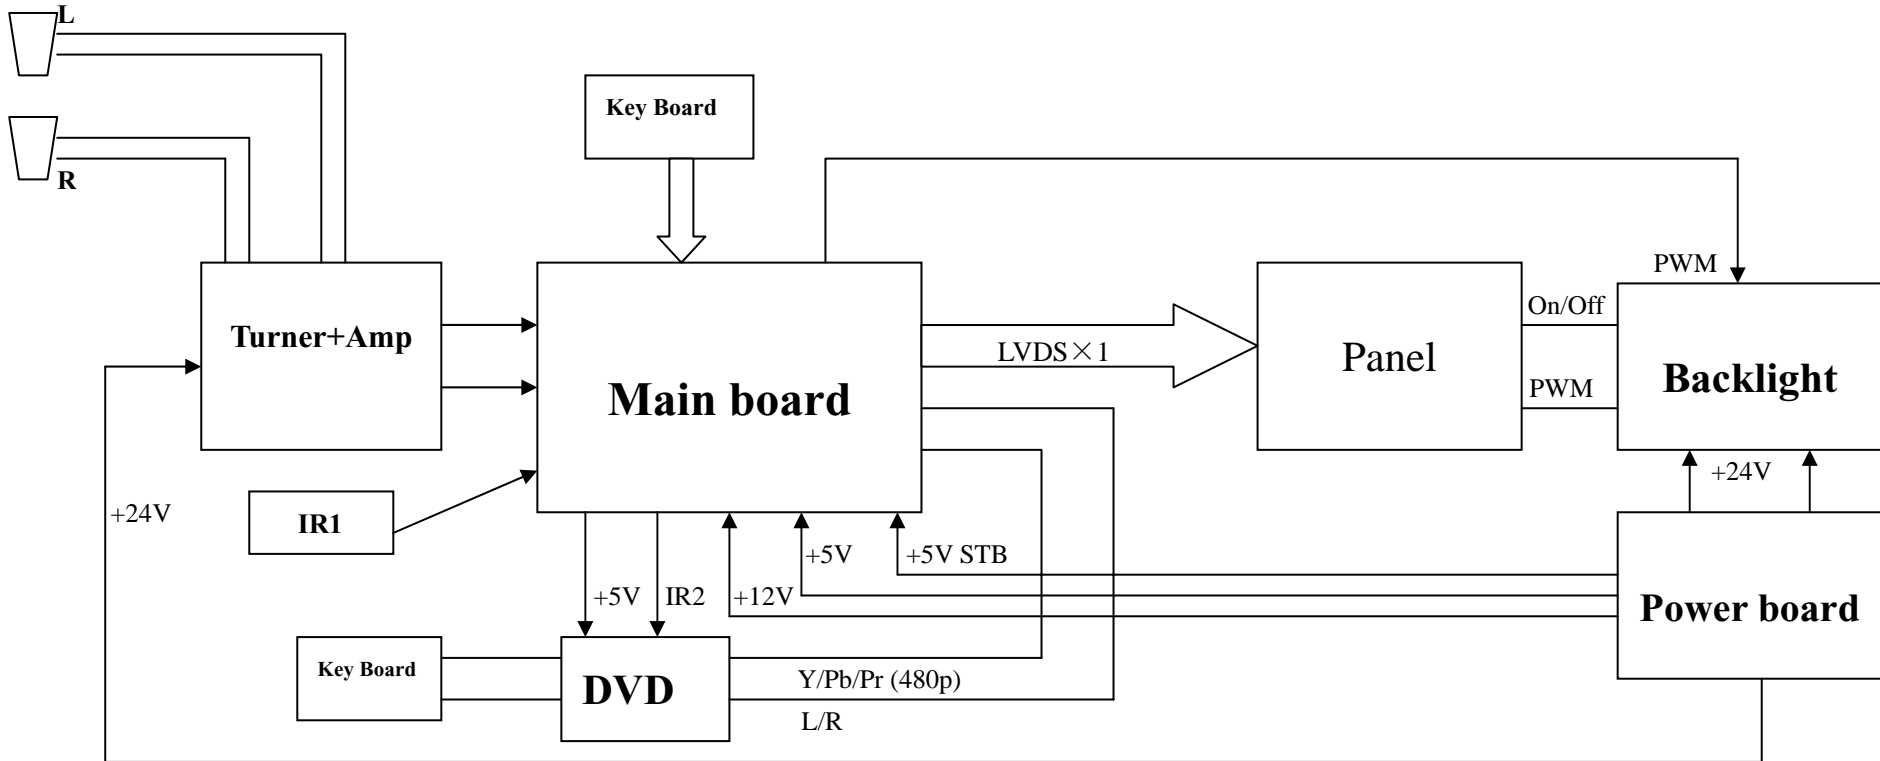 L
R
Key Board
PWM
Turner+Amp
Main board
LVDS×1
Panel
On/Off
PWM
Backlight
+24V
IR1
+24V
+5V
IR2
+12V
+5V
+5V STB
Power board
Key Board
DVD
Y/Pb/Pr (480p)
L/R